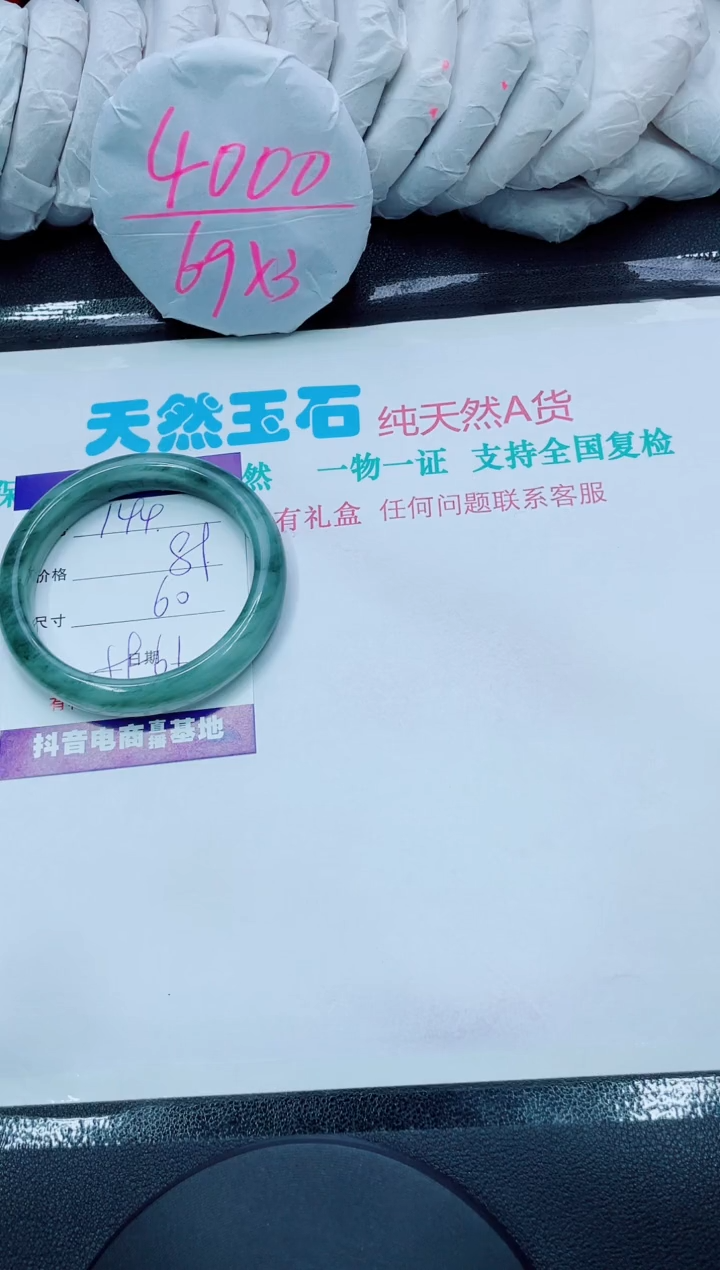 4000
69x3
天然玉石 纯天然A货
保 然 一物一证 支持全国复检
有礼盒 任何问题联系客服
144
价格 81
尺寸 60
日期
有
抖音电商直播基地